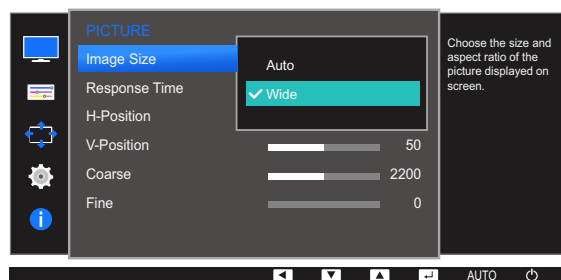 PICTURE
Image Size
Auto
Wide
Response Time
H-Position
V-Position 50
Coarse 2200
Fine 0
Choose the size and
aspect ratio of the
picture displayed on
screen.
AUTO